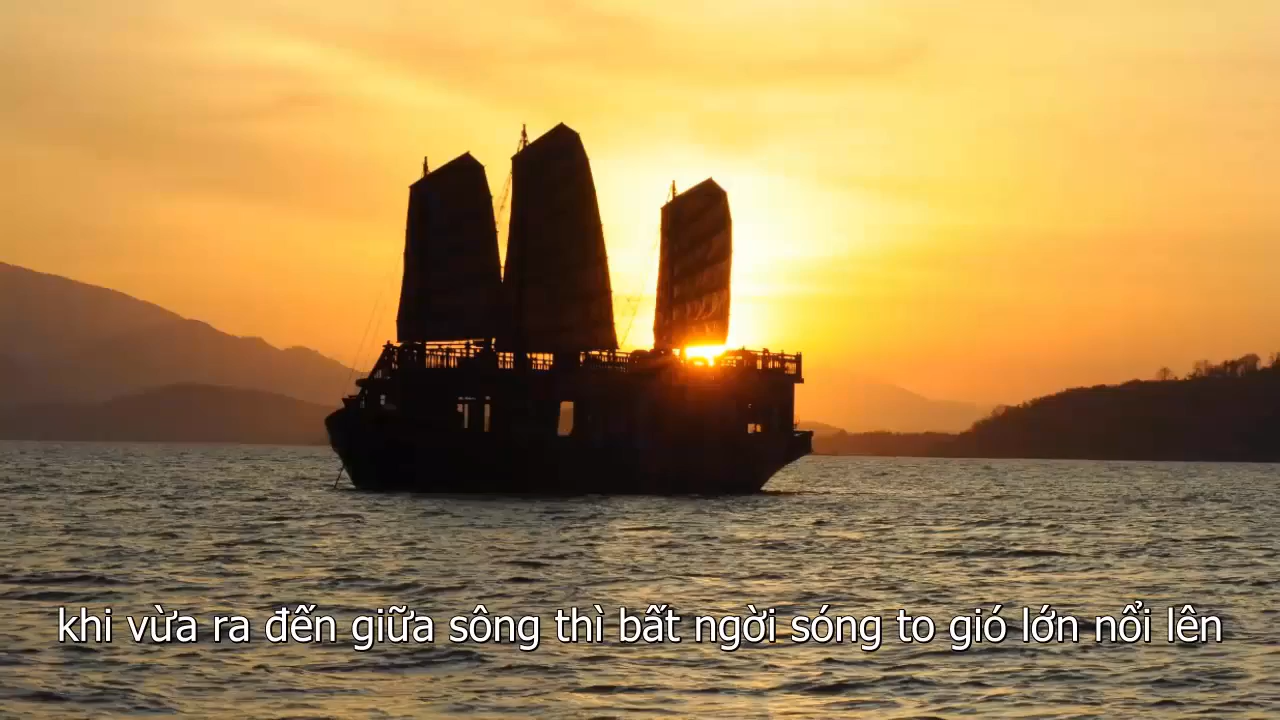 khi vừa ra đến giữa sông thì bất ngời sóng to gió lớn nổi lên